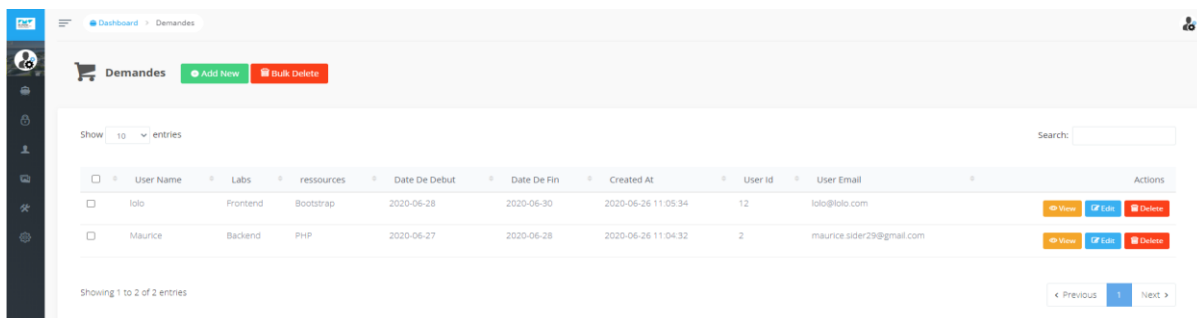 Dashboard > Demandes
Demandes Add New Bulk Delete
Show 10 entries Search:
User Name Labs ressources Date De Debut Date De Fin Created At User Id User Email Actions
lolo Frontend Bootstrap 2020-06-28 2020-06-30 2020-06-26 11:05:34 12 lolo@lolo.com View Edit Delete
Maurice Backend PHP 2020-06-27 2020-06-28 2020-06-26 11:04:32 2 maurice.sider29@gmail.com View Edit Delete
Showing 1 to 2 of 2 entries < Previous 1 Next >